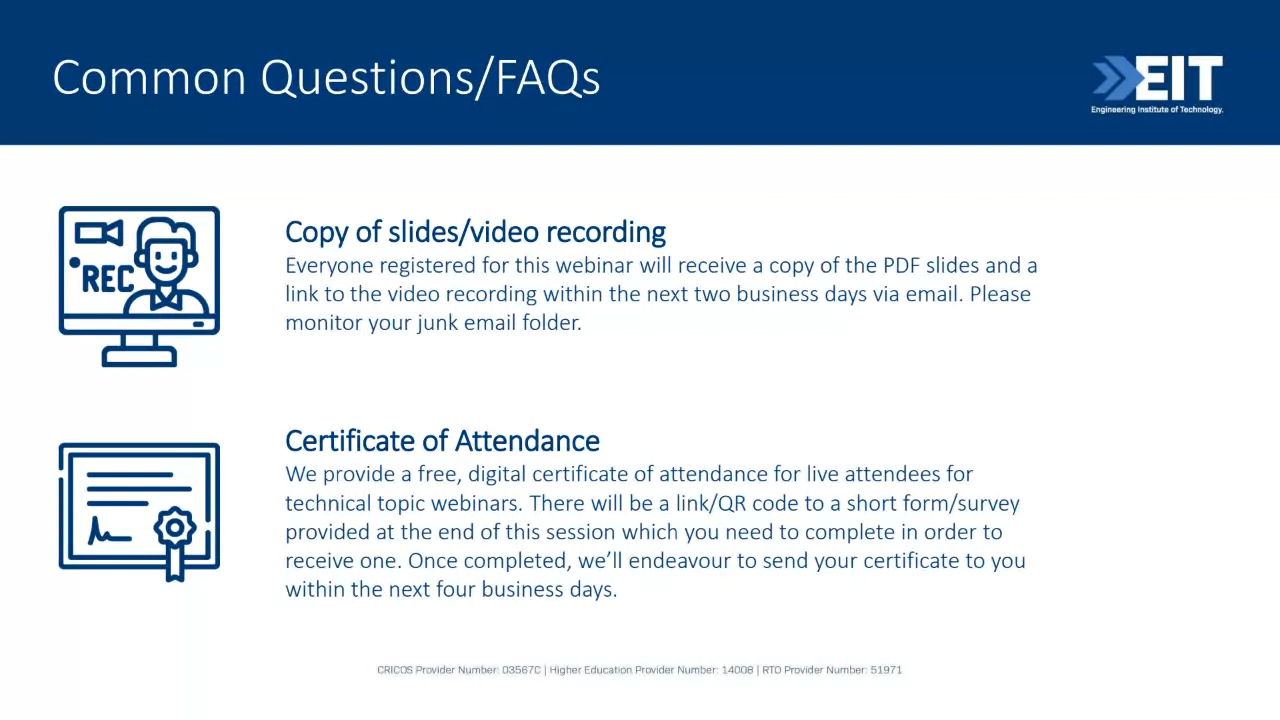 Common Questions/FAQs
EIT
Engineering Institute of Technology.
REC
Copy of slides/video recording
Everyone registered for this webinar will receive a copy of the PDF slides and a
link to the video recording within the next two business days via email. Please
monitor your junk email folder.
Certificate of Attendance
We provide a free, digital certificate of attendance for live attendees for
technical topic webinars. There will be a link/QR code to a short form/survey
provided at the end of this session which you need to complete in order to
receive one. Once completed, we’ll endeavour to send your certificate to you
within the next four business days.
CRICOS Provider Number: 03567C | Higher Education Provider Number: 14008 | RTO Provider Number: 51971